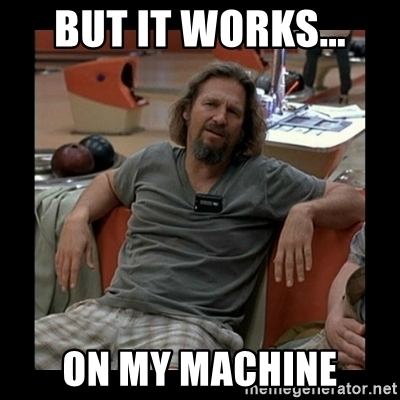 BUT IT WORKS...
ON MY MACHINE
memegenerator.net